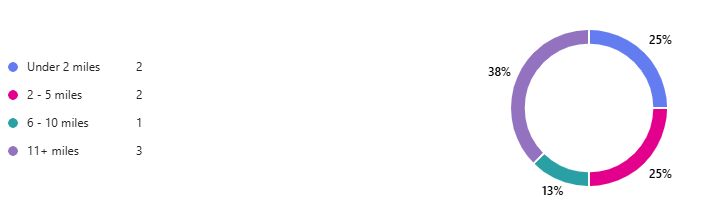 Under 2 miles 2
2 - 5 miles 2
6 - 10 miles 1
11+ miles 3
25%
38%
25%
13%